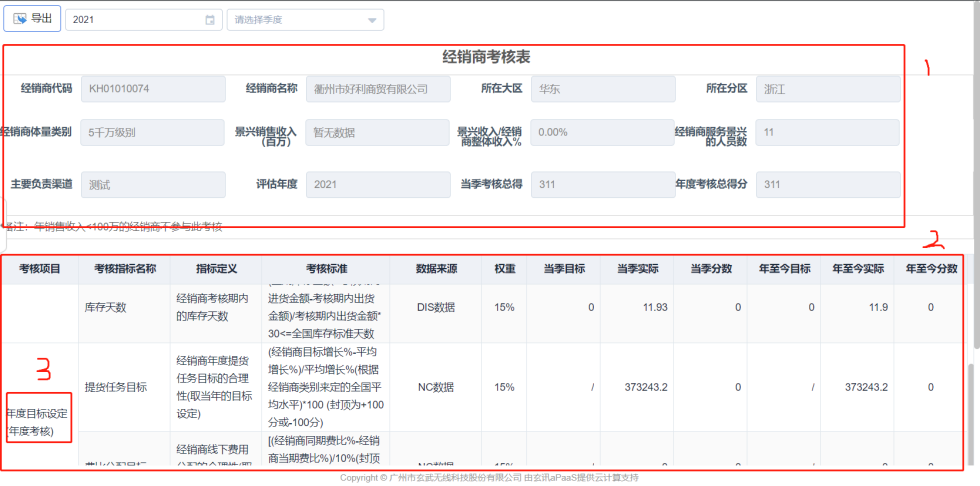 导出
2021
请选择季度
经销商考核表
1
经销商代码 KH01010074 经销商名称 衢州市好利商贸有限公司 所在大区 华东 所在分区 浙江
经销商体量类别 5千万级别 景兴销售收入(百万) 暂无数据 景兴收入/经销商整体收入% 0.00% 经销商服务景兴的人员数 11
主要负责渠道 测试 评估年度 2021 当季考核总得 311 年度考核总得分 311
备注：年销售收入<100万的经销商不参与此考核
2
考核项目 考核指标名称 指标定义 考核标准 数据来源 权重 当季目标 当季实际 当季分数 年至今目标 年至今实际 年至今分数
库存天数
经销商考核期内
的库存天数
进货金额-考核期内出货
金额)/考核期内出货金额*
30<=全国库存标准天数
DIS数据 15% 0 11.93 0 0 11.9 0
3
年度目标设定
(年度考核)
提货任务目标
经销商年度提货
任务目标的合理
性(取当年的目标
设定)
(经销商目标增长%-平均
增长%)/平均增长%(根据
经销商类别来定的全国平
均水平)*100 (封顶为+100
分或-100分)
NC数据 15% / 373243.2 0 / 373243.2 0
经销商线下费用
[(经销商同期费比%-经销
商当期费比%)/10%(封顶
Copyright © 广州市玄武无线科技股份有限公司 由玄讯aPaaS提供云计算支持